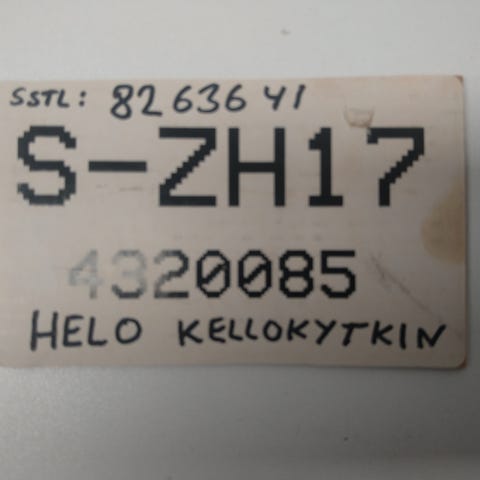 SSTL: 82 636 41
S-ZH17
4320085
HELO KELLOKYTKIN